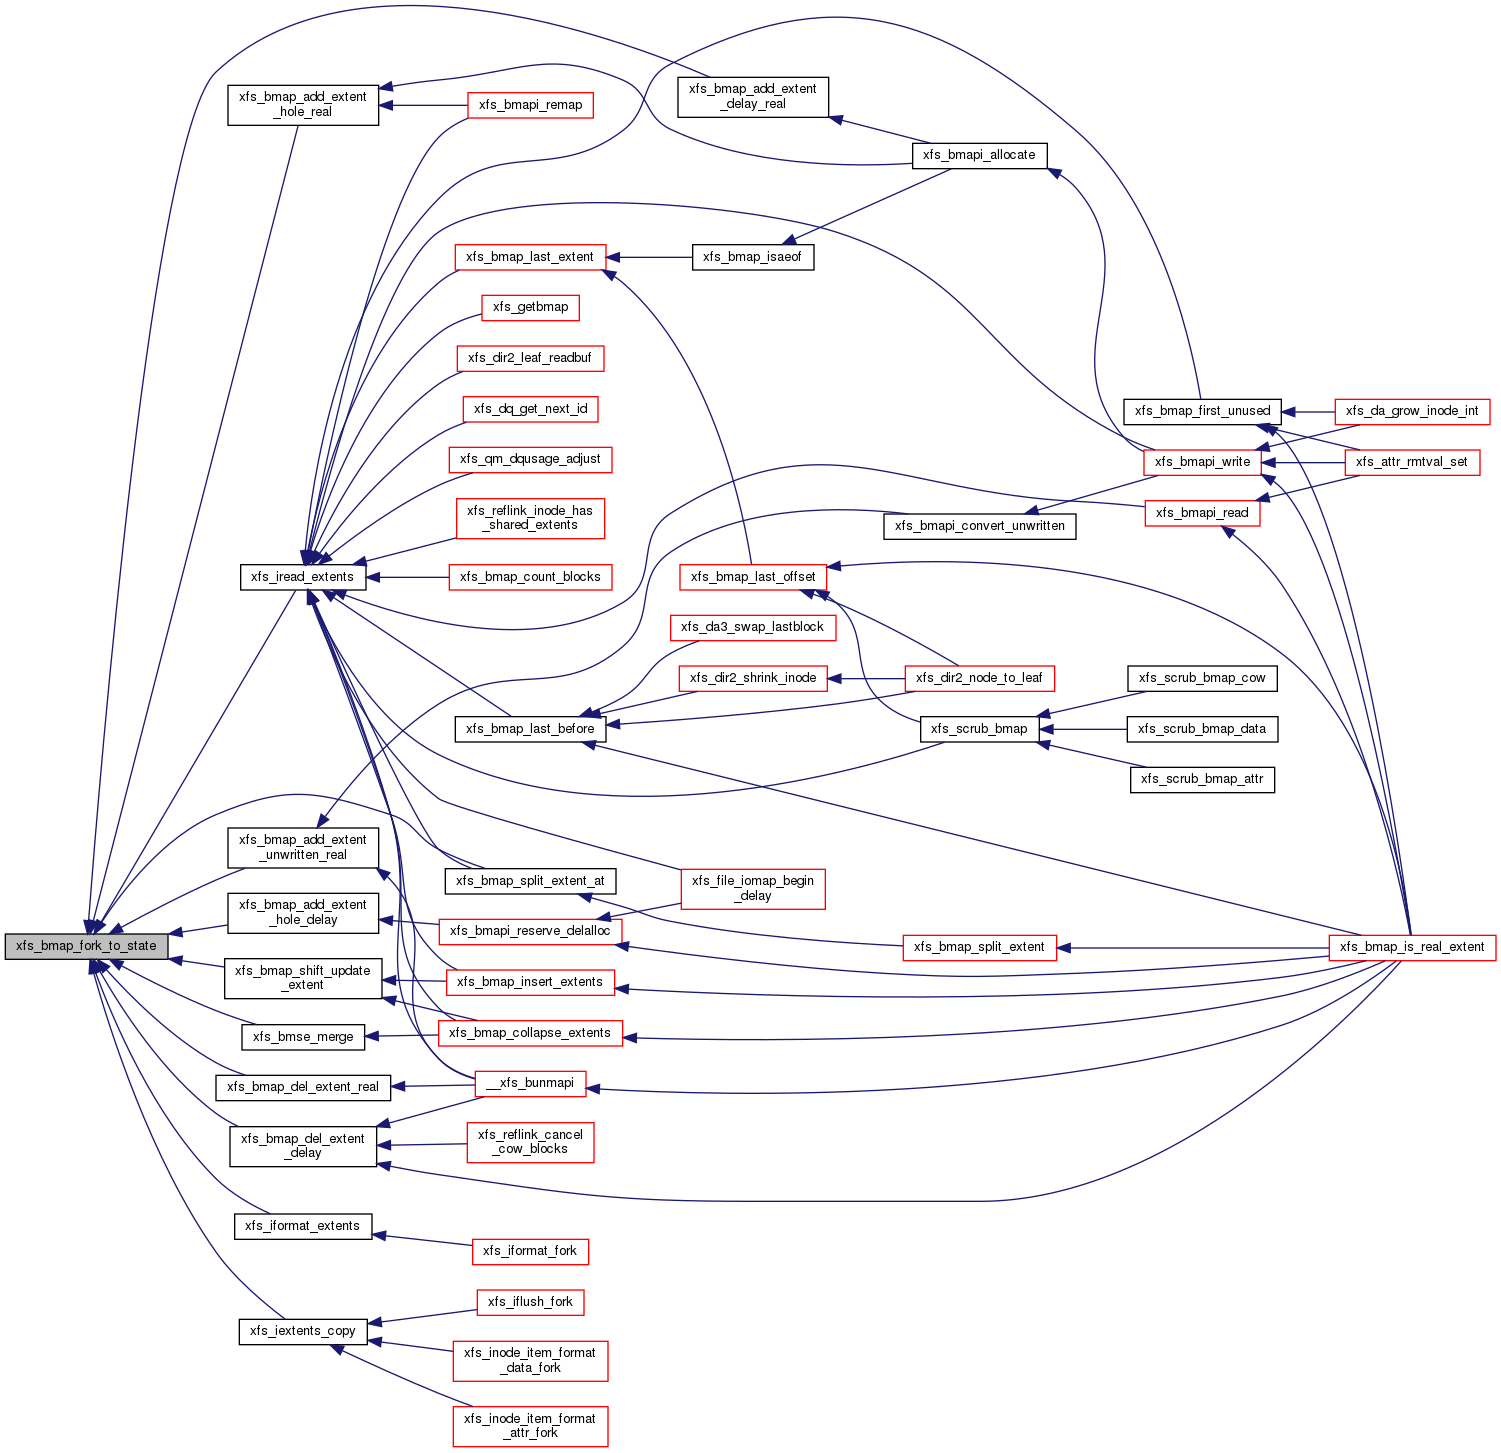 xfs_bmap_add_extent
_hole_real
xfs_bmapi_remap
xfs_bmap_add_extent
_delay_real
xfs_bmapi_allocate
xfs_bmap_last_extent
xfs_bmap_isaeof
xfs_getbmap
xfs_dir2_leaf_readbuf
xfs_dq_get_next_id
xfs_bmap_first_unused
xfs_da_grow_inode_int
xfs_qm_dqusage_adjust
xfs_bmapi_write
xfs_attr_rmtval_set
xfs_reflink_inode_has
_shared_extents
xfs_bmapi_convert_unwritten
xfs_bmapi_read
xfs_iread_extents
xfs_bmap_count_blocks
xfs_bmap_last_offset
xfs_da3_swap_lastblock
xfs_dir2_shrink_inode
xfs_dir2_node_to_leaf
xfs_scrub_bmap_cow
xfs_bmap_last_before
xfs_scrub_bmap
xfs_scrub_bmap_data
xfs_scrub_bmap_attr
xfs_bmap_add_extent
_unwritten_real
xfs_bmap_split_extent_at
xfs_file_iomap_begin
_delay
xfs_bmap_add_extent
_hole_delay
xfs_bmapi_reserve_delalloc
xfs_bmap_fork_to_state
xfs_bmap_split_extent
xfs_bmap_is_real_extent
xfs_bmap_shift_update
_extent
xfs_bmap_insert_extents
xfs_bmse_merge
xfs_bmap_collapse_extents
xfs_bmap_del_extent_real
__xfs_bunmapi
xfs_bmap_del_extent
_delay
xfs_reflink_cancel
_cow_blocks
xfs_iformat_extents
xfs_iformat_fork
xfs_iflush_fork
xfs_iextents_copy
xfs_inode_item_format
_data_fork
xfs_inode_item_format
_attr_fork